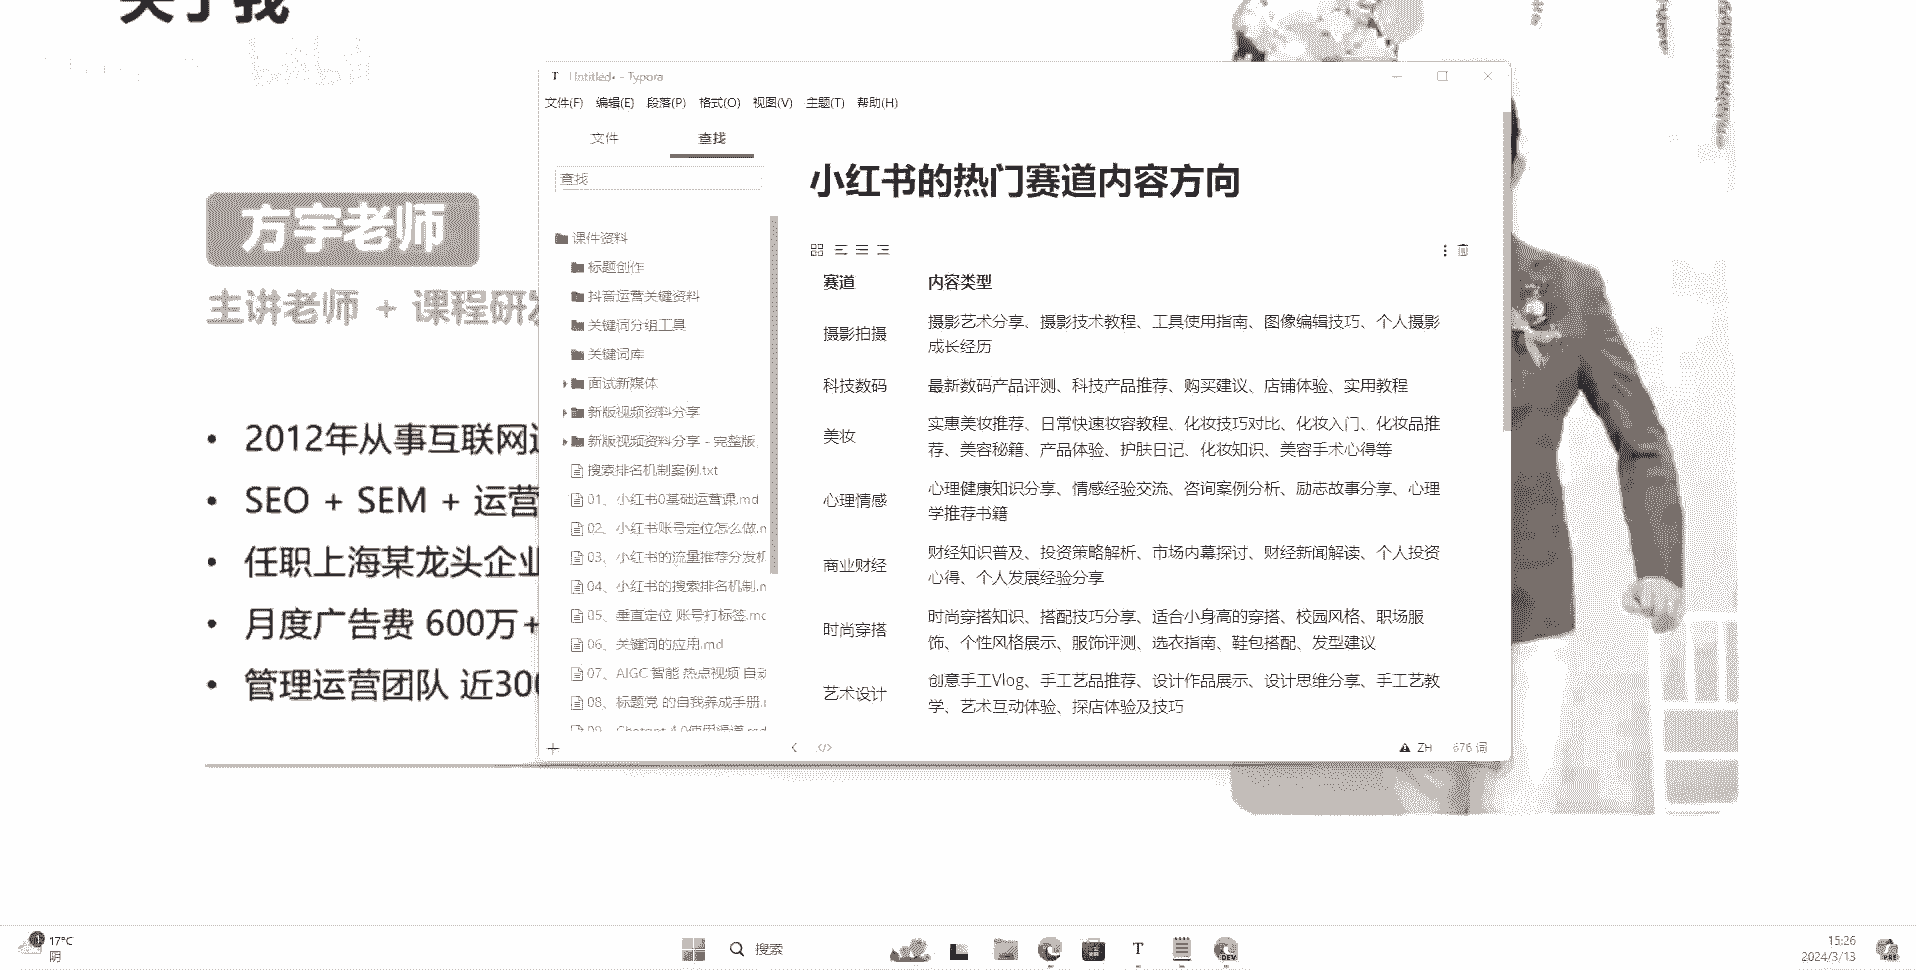 关于我
方宇老师
主讲老师 + 课程研发
2012年从事互联网
SEO + SEM + 运营
任职上海某龙头企业
月度广告费 600万+
管理运营团队 近300
Untitled• - Typora
文件(F) 编辑(E) 段落(P) 格式(O) 视图(V) 主题(T) 帮助(H)
文件 查找
查找
课件资料
标题创作
抖音运营关键资料
关键词分组工具
关键词库
面试新媒体
新版视频资料分享
新版视频资料分享 - 完整版
搜索排名机制案例.txt
01、小红书0基础运营课.md
02、小红书账号定位怎么做.m
03、小红书的流量推荐分发机
04、小红书的搜索排名机制.m
05、垂直定位 账号打标签.md
06、关键词的应用.md
07、AIGC 智能 热点视频 自动
08、标题党 的自我养成手册.
小红书的热门赛道内容方向
赛道 内容类型
摄影拍摄 摄影艺术分享、摄影技术教程、工具使用指南、图像编辑技巧、个人摄影
成长经历
科技数码 最新数码产品评测、科技产品推荐、购买建议、店铺体验、实用教程
美妆 实惠美妆推荐、日常快速妆容教程、化妆技巧对比、化妆入门、化妆品推
荐、美容秘籍、产品体验、护肤日记、化妆知识、美容手术心得等
心理情感 心理健康知识分享、情感经验交流、咨询案例分析、励志故事分享、心理
学推荐书籍
商业财经 财经知识普及、投资策略解析、市场内幕探讨、财经新闻解读、个人投资
心得、个人发展经验分享
时尚穿搭 时尚穿搭知识、搭配技巧分享、适合小身高的穿搭、校园风格、职场服
饰、个性风格展示、服饰评测、选衣指南、鞋包搭配、发型建议
艺术设计 创意手工Vlog、手工艺品推荐、设计作品展示、设计思维分享、手工艺教
学、艺术互动体验、探店体验及技巧
ZH 676 词
17°C
阴
搜索
DEV
15:26
2024/3/13
PRE